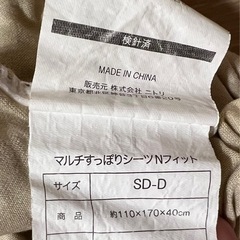 検針済
MADE IN CHINA
販売元 株式会社 ニトリ
マルチすっぽりシーツNフィット
サイズ
SD-D
商品
約110×170×40cm